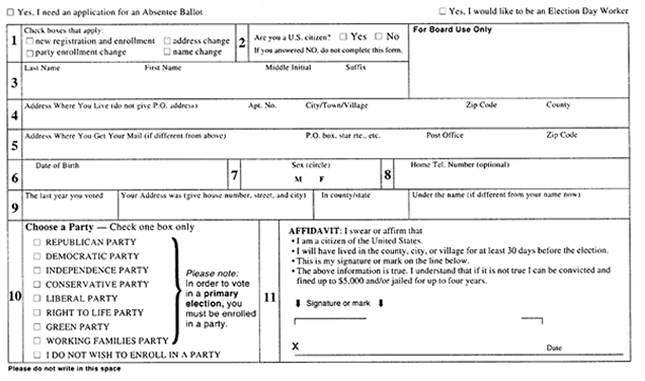 Yes, I need an application for an Absentee Ballot
Yes, I would like to be an Election Day Worker
1
Check boxes that apply:
new registration and enrollment address change
party enrollment change name change
2
Are you a U.S. citizen? Yes No
If you answered NO, do not complete this form.
For Board Use Only
3
Last Name First Name Middle Initial Suffix
4
Address Where You Live (do not give P.O. address) Apt. No. City/Town/Village Zip Code County
5
Address Where You Get Your Mail (if different from above) P.O. box, star rte., etc. Post Office Zip Code
6
Date of Birth
7
Sex (circle)
M F
8
Home Tel. Number (optional)
9
The last year you voted Your Address was (give house number, street, and city) In county/state Under the name (if different from your name now)
10
Choose a Party — Check one box only
REPUBLICAN PARTY
DEMOCRATIC PARTY
INDEPENDENCE PARTY
CONSERVATIVE PARTY
LIBERAL PARTY
RIGHT TO LIFE PARTY
GREEN PARTY
WORKING FAMILIES PARTY
I DO NOT WISH TO ENROLL IN A PARTY
Please note:
In order to vote
in a primary
election, you
must be enrolled
in a party.
11
AFFIDAVIT: I swear or affirm that
• I am a citizen of the United States.
• I will have lived in the county, city, or village for at least 30 days before the election.
• This is my signature or mark on the line below.
• The above information is true. I understand that if it is not true I can be convicted and
fined up to $5,000 and/or jailed for up to four years.
Signature or mark
X Date
Please do not write in this space